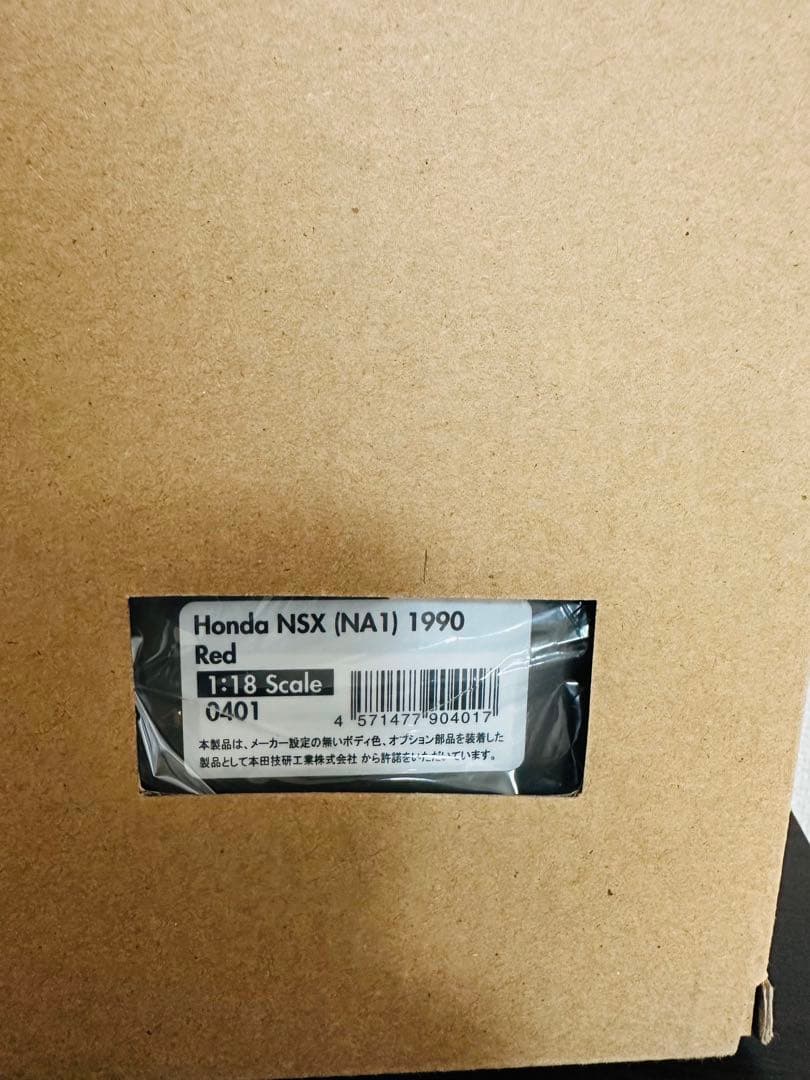 Honda NSX (NA1) 1990
Red
1:18 Scale
0401
4 571477 904017
本製品は、メーカー設定の無いボディ色、オプション部品を装着した
製品として本田技研工業株式会社 から許諾をいただいています。